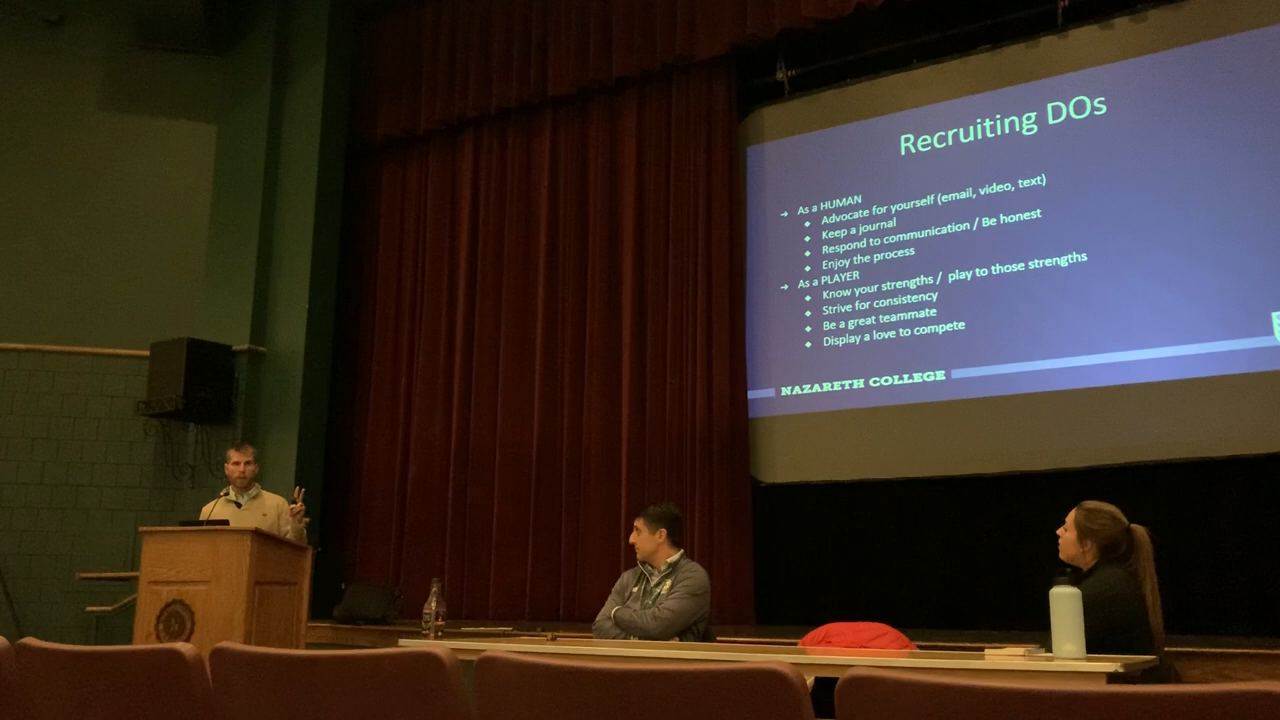 Recruiting DOs
➔ As a HUMAN
❖ Advocate for yourself (email, video, text)
❖ Keep a journal
❖ Respond to communication / Be honest
❖ Enjoy the process
➔ As a PLAYER
❖ Know your strengths / play to those strengths
❖ Strive for consistency
❖ Be a great teammate
❖ Display a love to compete
NAZARETH COLLEGE